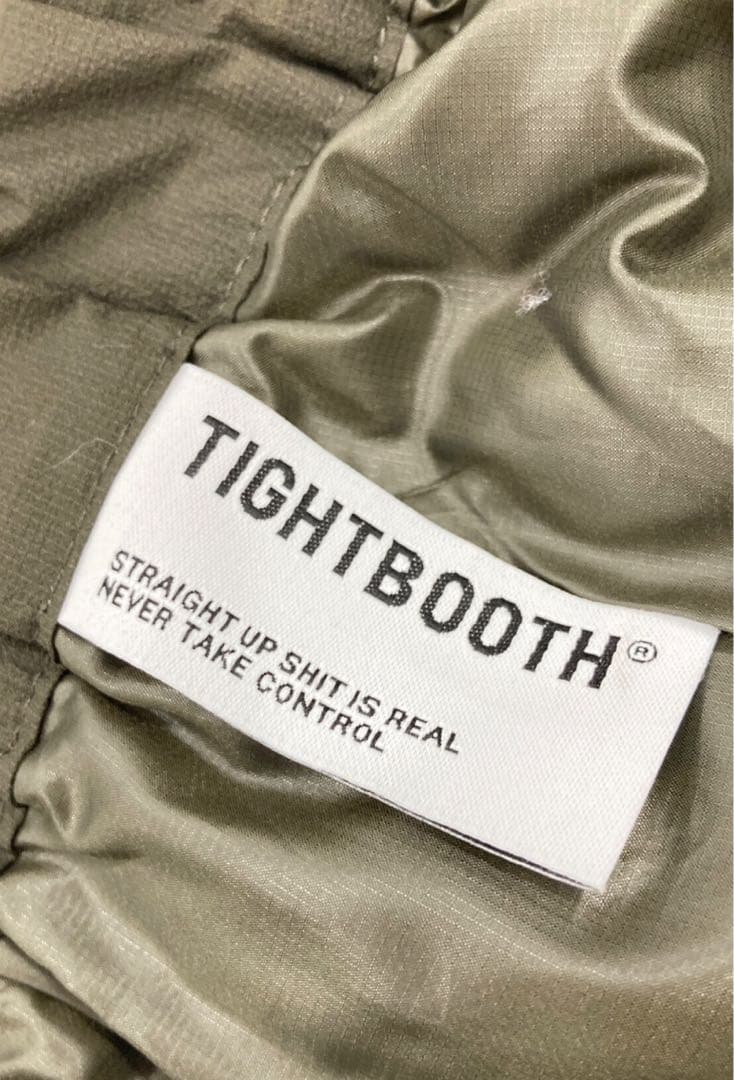 TIGHTBOOTH®
STRAIGHT UP SHIT IS REAL
NEVER TAKE CONTROL